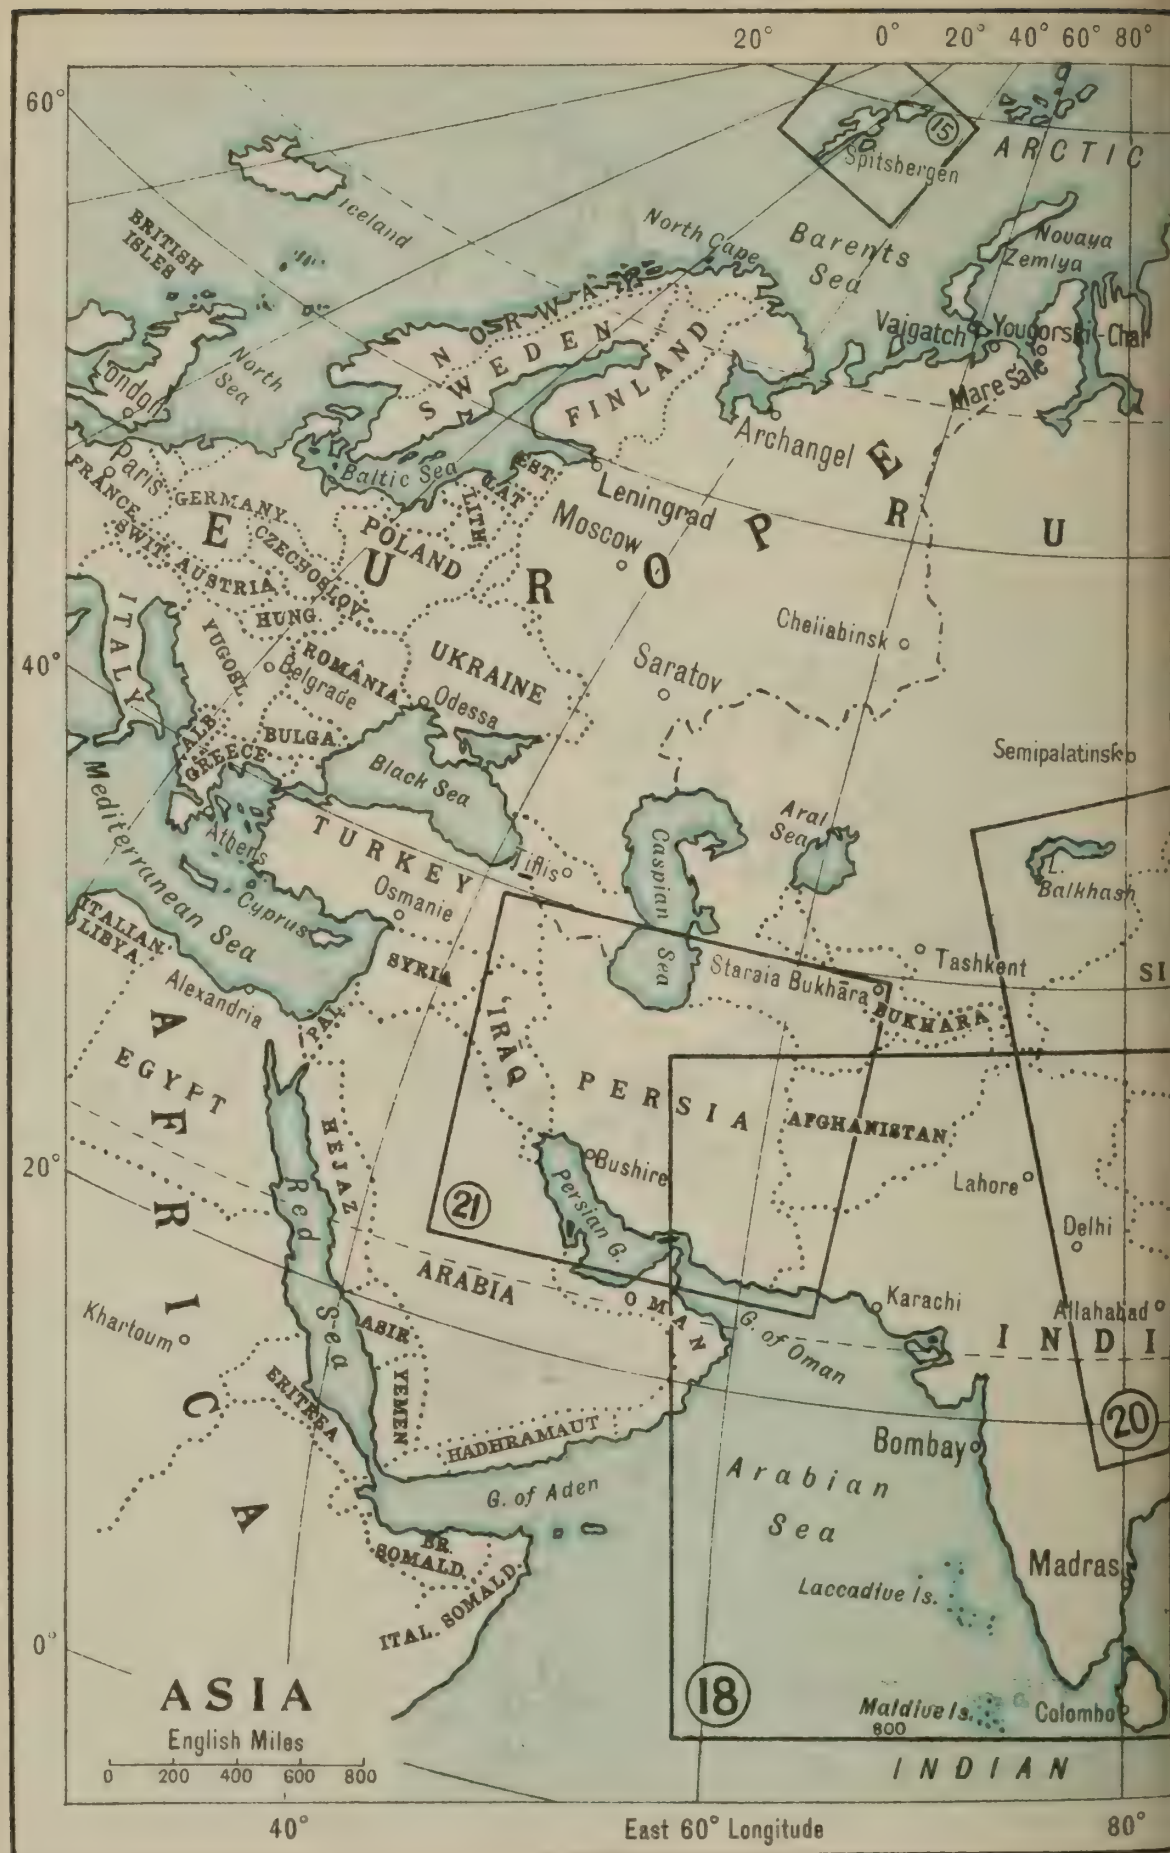 20° 0° 20° 40° 60° 80°
60°
15
ARCTIC
Spitsbergen
Iceland
BRITISH
ISLES
North Cape
Barents
Sea
Novaya
Zemlya
NORWAY
SWEDEN
FINLAND
Vaigatch
Yougorski-Char
Mare Sale
North
Sea
London
Archangel
Baltic Sea
EST.
LAT
LITH.
Leningrad
Moscow
Paris
FRANCE
GERMANY
POLAND
EUROPE
RU
SWIT.
AUSTRIA
CZECHOSLOV.
HUNG.
ITALY
YUGOSL.
ROMÂNIA
UKRAINE
Cheliabinsk
40°
Belgrade
Odessa
Saratov
ALB.
GREECE
BULGA.
Black Sea
Semipalatinsk
Mediterranean Sea
Athens
TURKEY
Tiflis
Caspian Sea
Aral
Sea
L.
Balkhash
Osmanie
Cyprus
ITALIAN
LIBYA
SYRIA
Alexandria
PAL.
Staraia Bukhāra
Tashkent
SI
BUKHARA
'IRĀQ
EGYPT
PERSIA
AFGHANISTAN
HEJAZ
Bushire
Persian G.
Lahore
20°
21
Delhi
Red Sea
ARABIA
OMAN
Karachi
Allahabad
AFRICA
Khartoum
ASIR
G. of Oman
INDI
ERITREA
YEMEN
HADHRAMAUT
20
Bombay
Arabian
Sea
G. of Aden
BR.
SOMALD.
ITAL. SOMALD.
Madras
Laccadive Is.
0°
ASIA
18
Maldive Is.
800
Colombo
English Miles
0 200 400 600 800
INDIAN
40° East 60° Longitude 80°